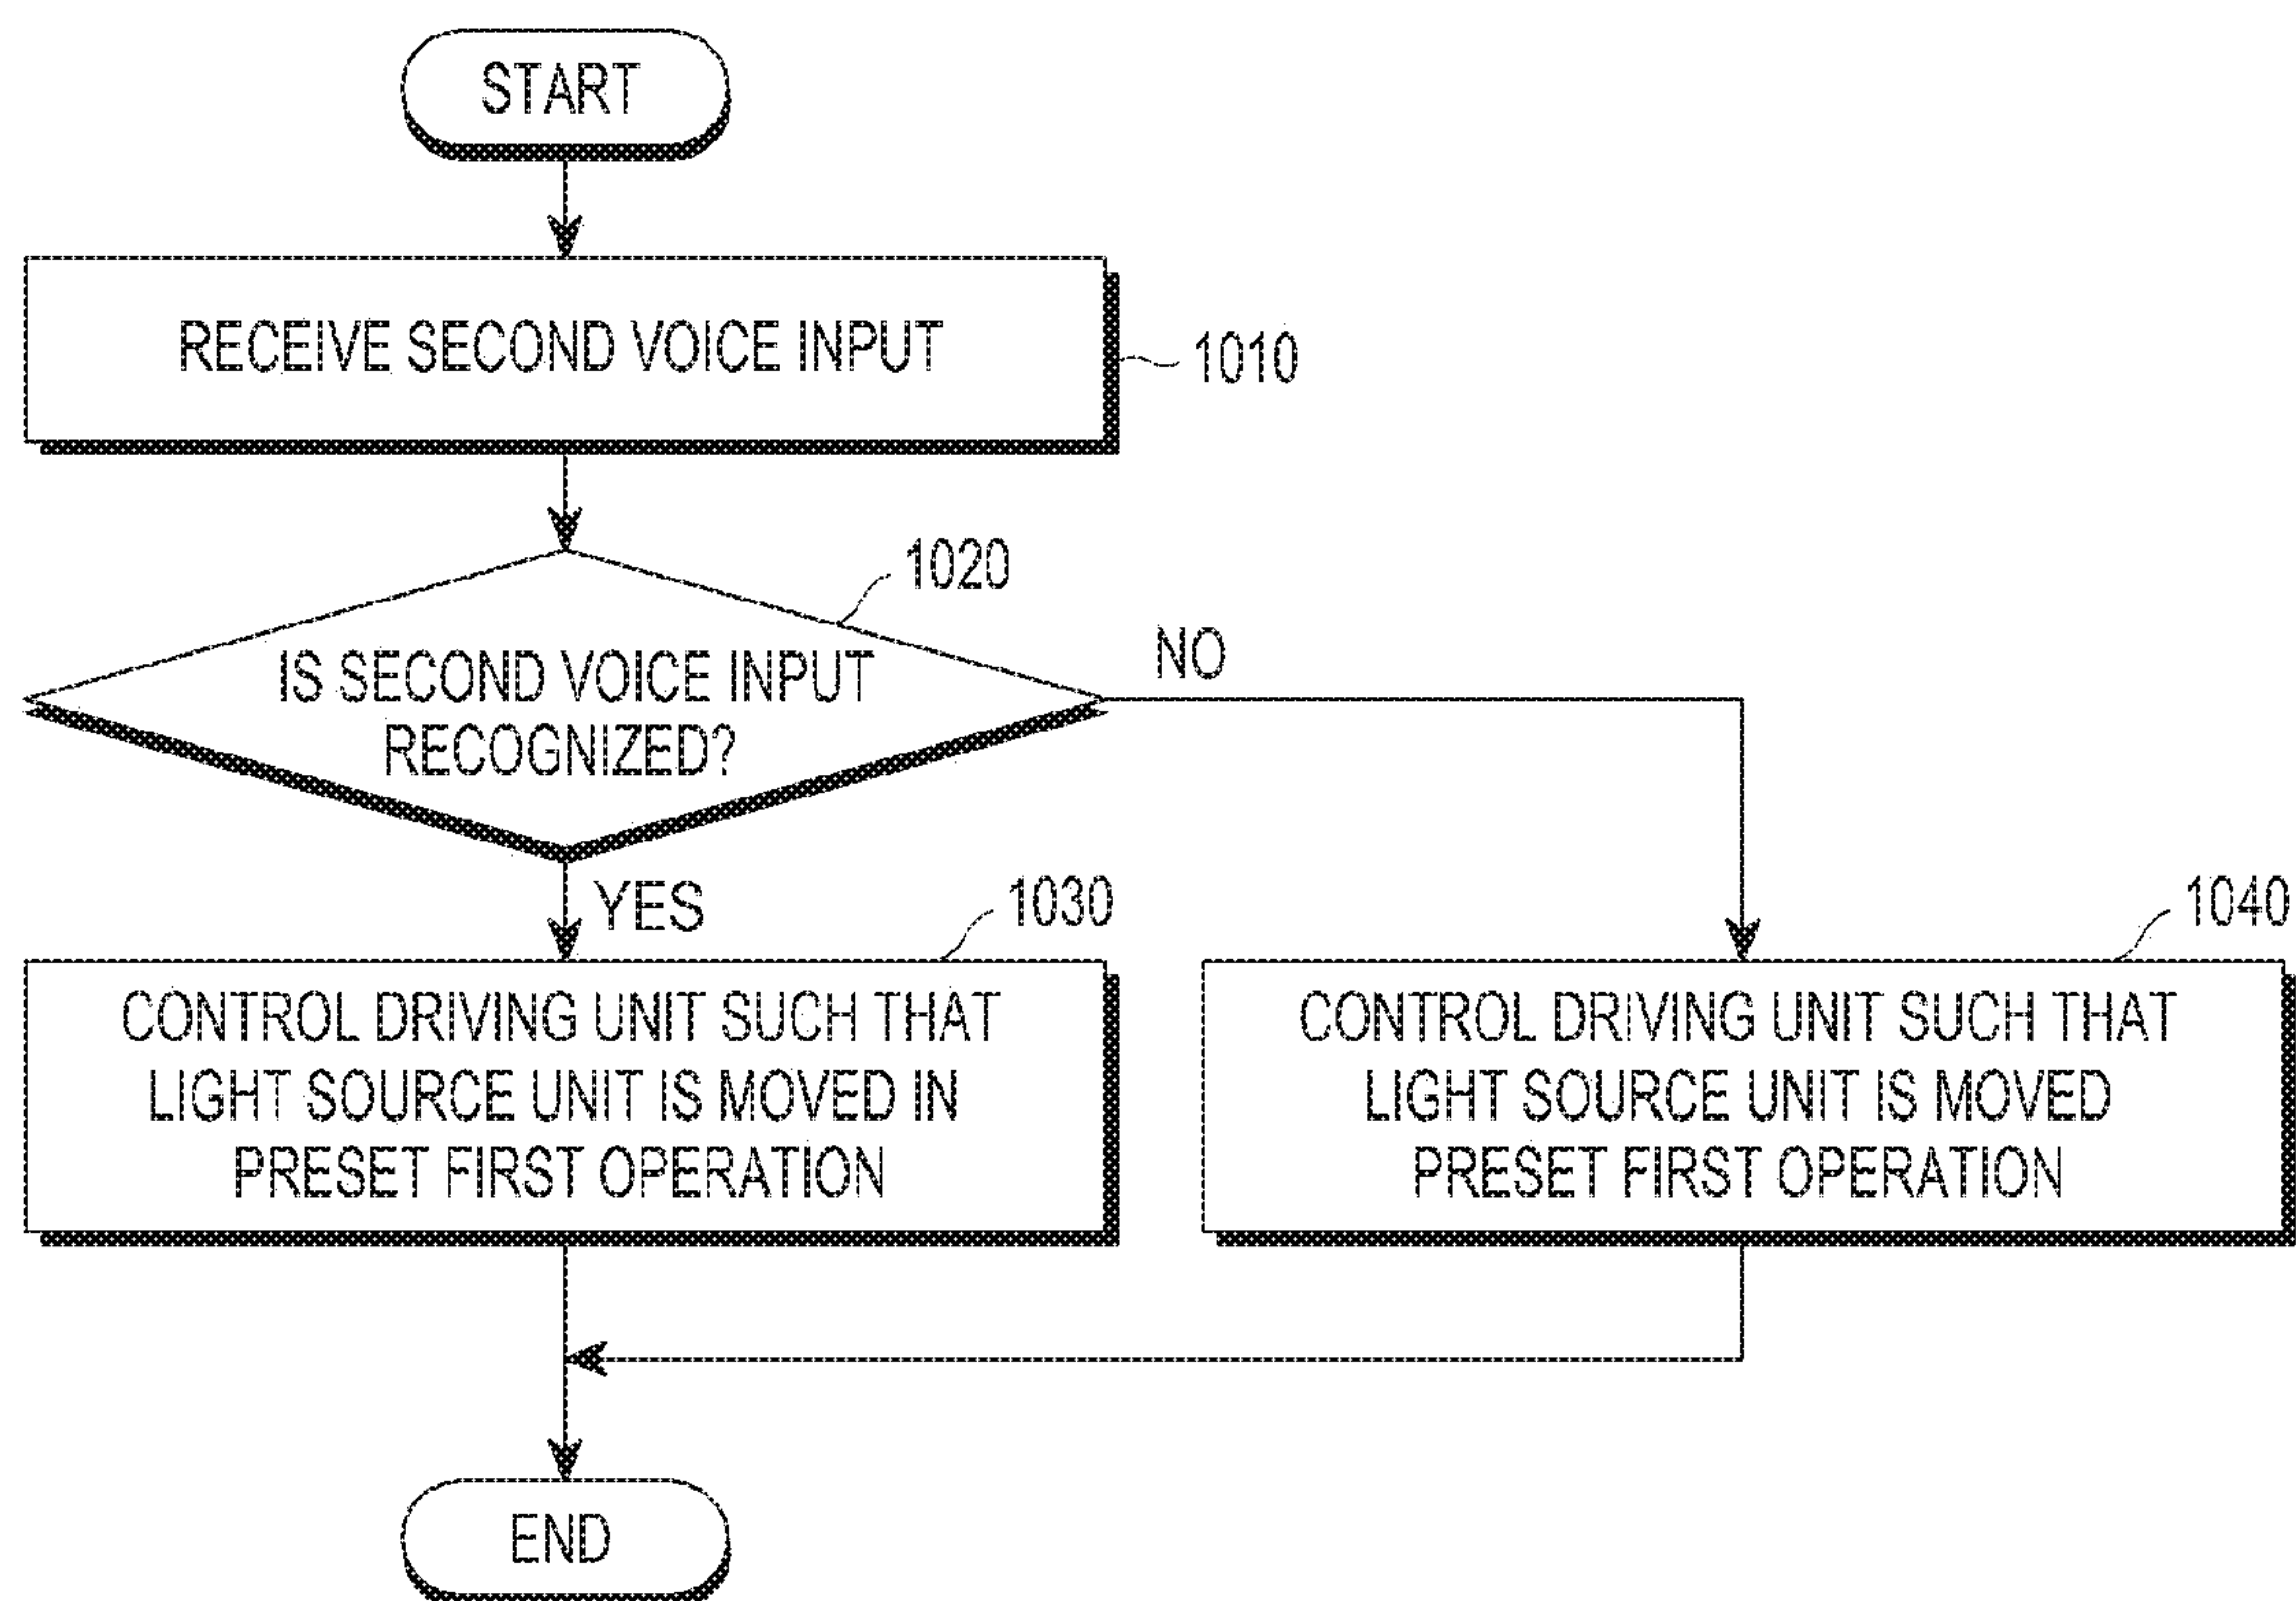 START
RECEIVE SECOND VOICE INPUT
1010
1020
IS SECOND VOICE INPUT
RECOGNIZED?
NO
YES
1030
CONTROL DRIVING UNIT SUCH THAT
LIGHT SOURCE UNIT IS MOVED IN
PRESET FIRST OPERATION
1040
CONTROL DRIVING UNIT SUCH THAT
LIGHT SOURCE UNIT IS MOVED
PRESET FIRST OPERATION
END